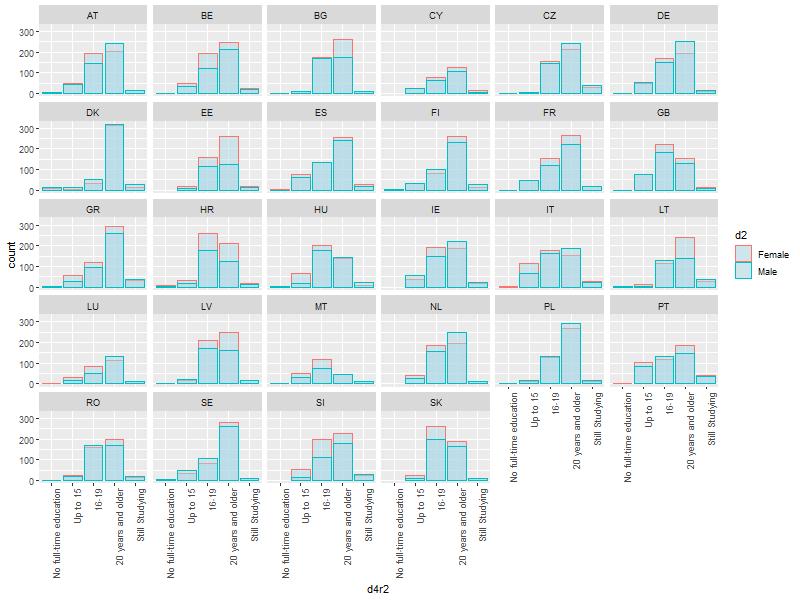 AT BE BG CY CZ DE
300
200
100
0
DK EE ES FI FR GB
300
200
100
0
GR HR HU IE IT LT
300
200
100
0
LU LV MT NL PL PT
300
200
100
0
RO SE SI SK
300
200
100
0
No full-time education
Up to 15
16-19
20 years and older
Still Studying
No full-time education
Up to 15
16-19
20 years and older
Still Studying
No full-time education
Up to 15
16-19
20 years and older
Still Studying
No full-time education
Up to 15
16-19
20 years and older
Still Studying
No full-time education
Up to 15
16-19
20 years and older
Still Studying
No full-time education
Up to 15
16-19
20 years and older
Still Studying
count
d4r2
d2
Female
Male